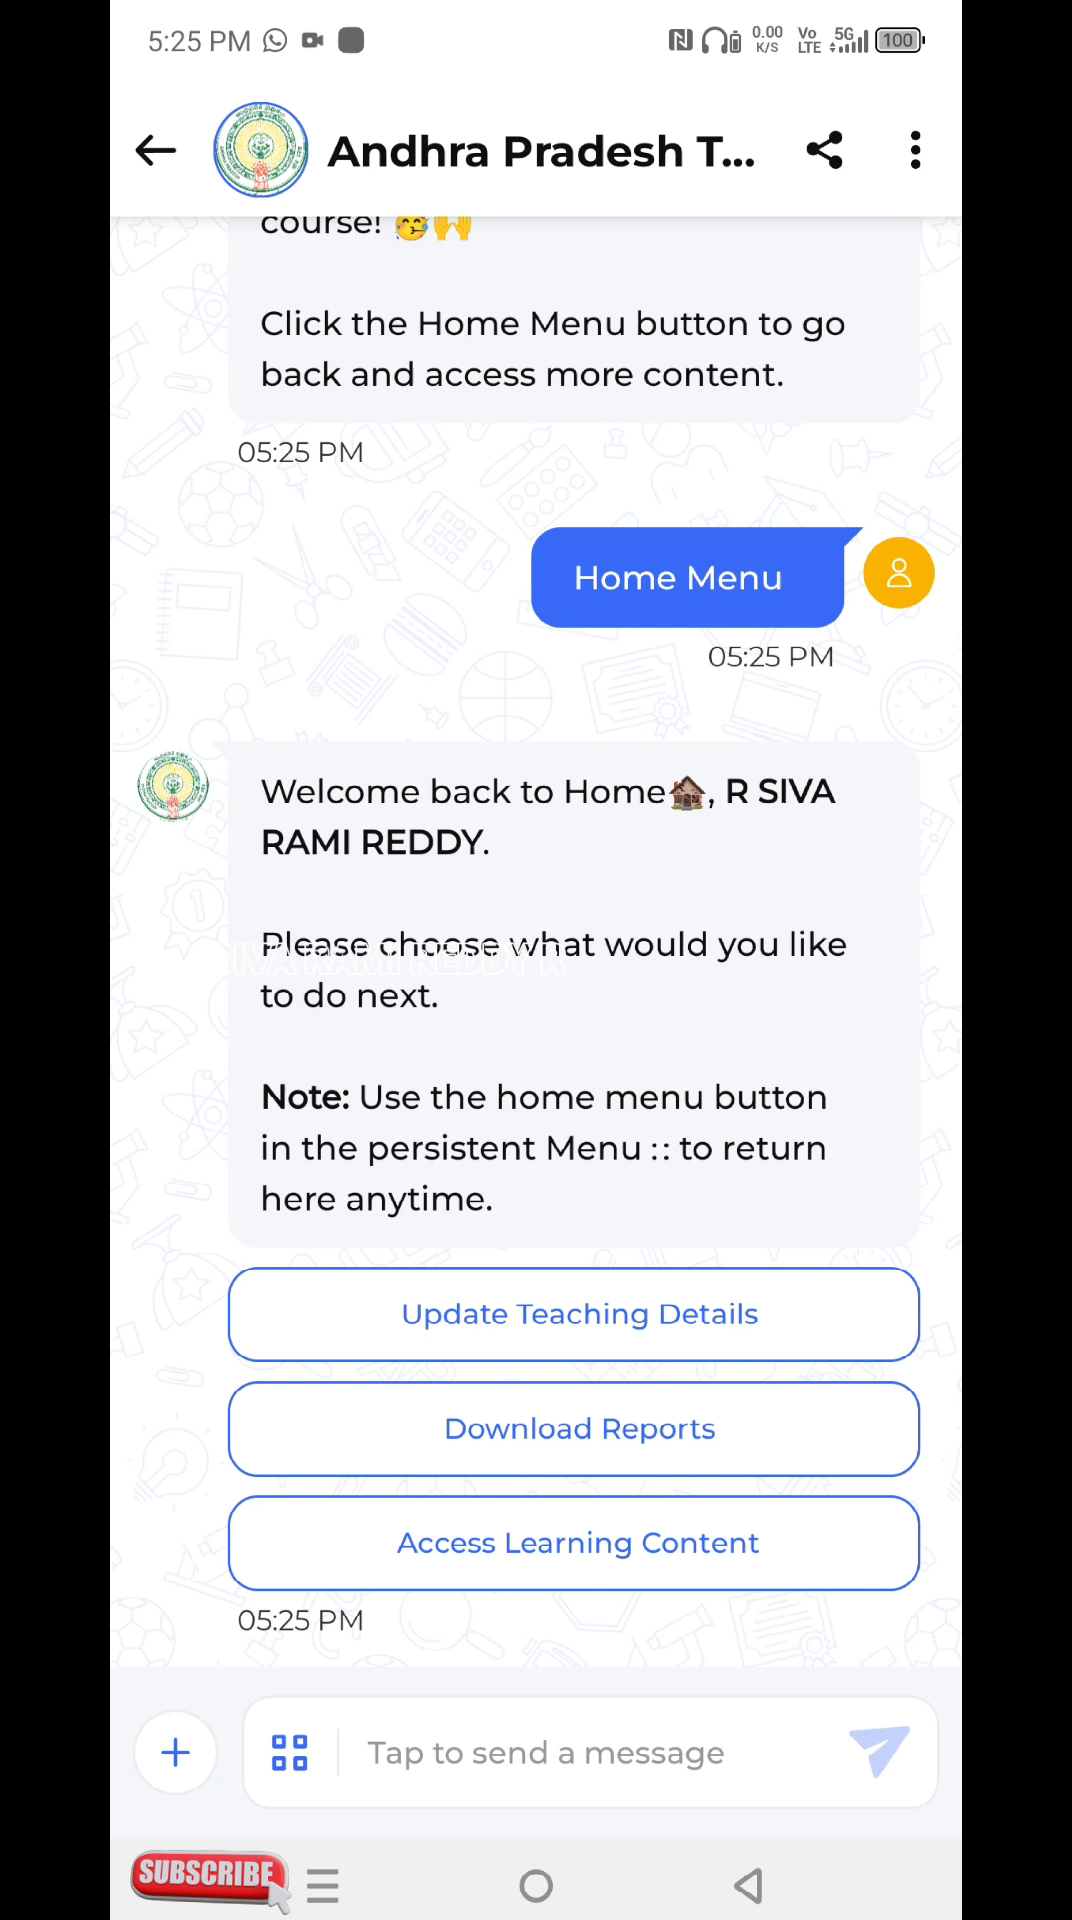 5:25 PM
0.00 K/S
Vo LTE
5G
100
Andhra Pradesh T...
course! 🥳🙌
Click the Home Menu button to go
back and access more content.
05:25 PM
Home Menu
05:25 PM
Welcome back to Home🏚️, R SIVA
RAMI REDDY.
Please choose what would you like
SIVA RAMI REDDY R
to do next.
Note: Use the home menu button
in the persistent Menu :: to return
here anytime.
Update Teaching Details
Download Reports
Access Learning Content
05:25 PM
Tap to send a message
SUBSCRIBE